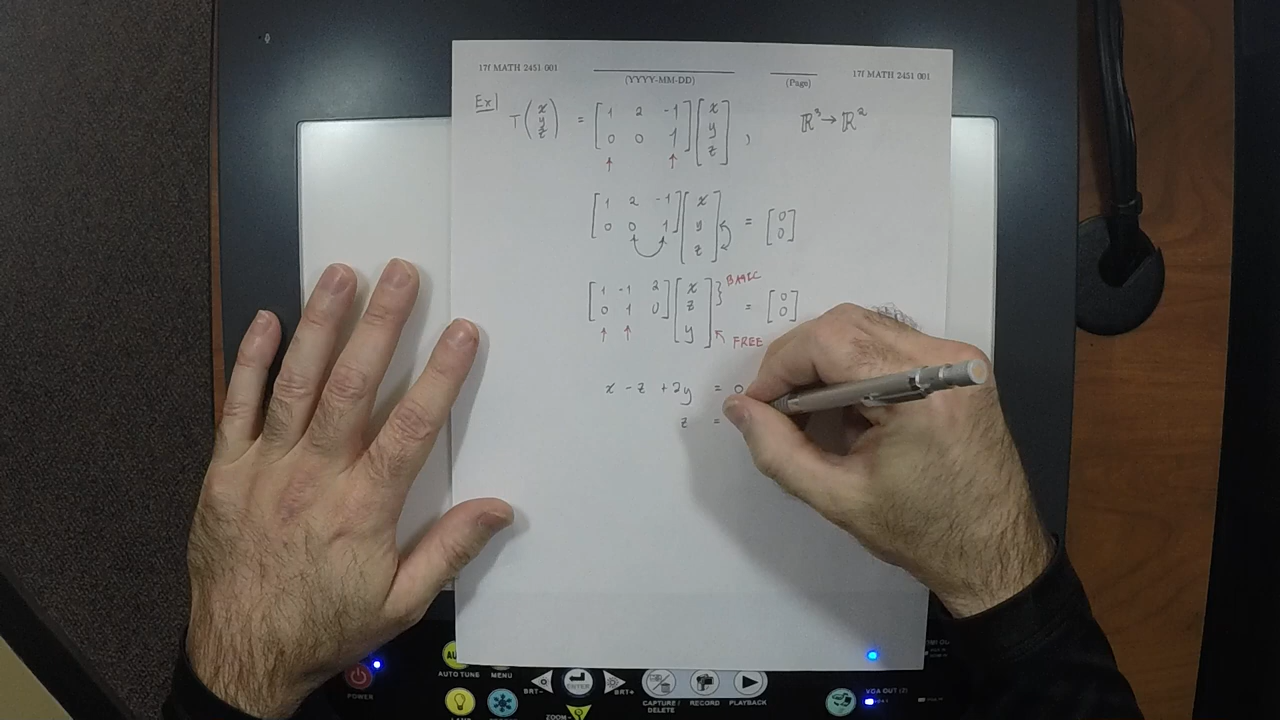 17f MATH 2451 001 (YYYY-MM-DD) (Page) 17f MATH 2451 001
Ex T(x y z) = [1 2 -1; 0 0 1][x y z], ℝ³→ℝ²
↑ ↑
[1 2 -1; 0 0 1][x y z] = [0 0]
[1 -1 2; 0 1 0][x z y] = [0 0]
BASIC
↑ ↑ FREE
x - z + 2y = 0
z =
POWER
AUTO TUNE
MENU
BRT-
ENTER
BRT+
CAPTURE / DELETE
RECORD
PLAYBACK
ZOOM-
VGA OUT (2)